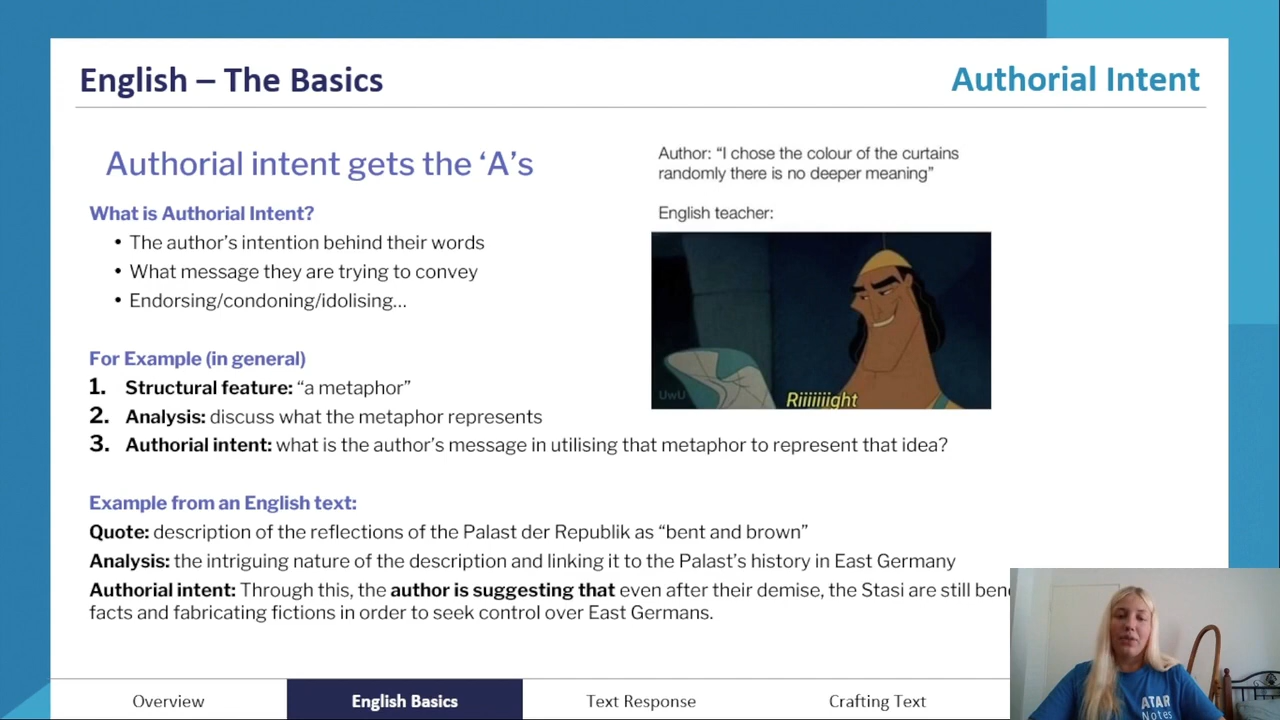 English – The Basics
Authorial Intent
Authorial intent gets the ‘A’s
What is Authorial Intent?
• The author’s intention behind their words
• What message they are trying to convey
• Endorsing/condoning/idolising...
For Example (in general)
1. Structural feature: “a metaphor”
2. Analysis: discuss what the metaphor represents
3. Authorial intent: what is the author’s message in utilising that metaphor to represent that idea?
Example from an English text:
Quote: description of the reflections of the Palast der Republik as “bent and brown”
Analysis: the intriguing nature of the description and linking it to the Palast’s history in East Germany
Authorial intent: Through this, the author is suggesting that even after their demise, the Stasi are still
facts and fabricating fictions in order to seek control over East Germans.
Author: “I chose the colour of the curtains
randomly there is no deeper meaning”
English teacher:
UwU
Riiiiiiight
Overview
English Basics
Text Response
Crafting Text
ATAR
Notes